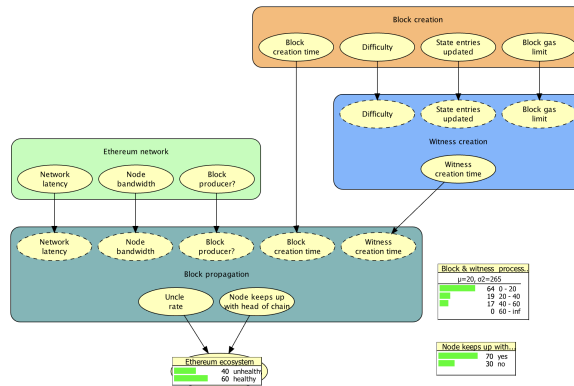 Block creation
Block
creation time
Difficulty
State entries
updated
Block gas
limit
Difficulty
State entries
updated
Block gas
limit
Witness creation
Witness
creation time
Ethereum network
Network
latency
Node
bandwidth
Block
producer?
Network
latency
Node
bandwidth
Block
producer?
Block
creation time
Witness
creation time
Block propagation
Uncle
rate
Node keeps up
with head of chain
Block & witness process...
μ=20, σ2=265
64 0 - 20
19 20 - 40
17 40 - 60
0 60 - inf
Node keeps up with...
70 yes
30 no
Ethereum ecosystem
40 unhealth
60 healthy